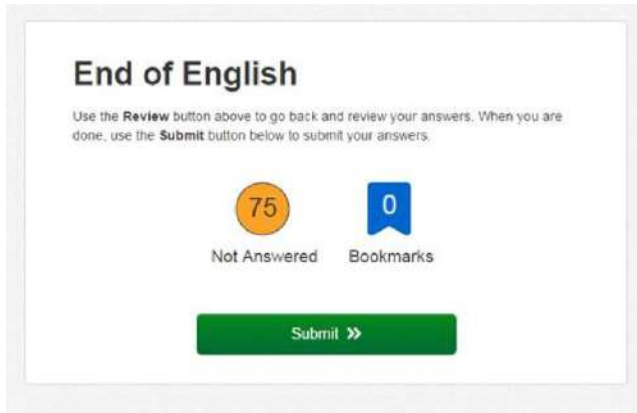 End of English
Use the Review button above to go back and review your answers. When you are
done, use the Submit button below to submit your answers.
75 0
Not Answered Bookmarks
Submit »